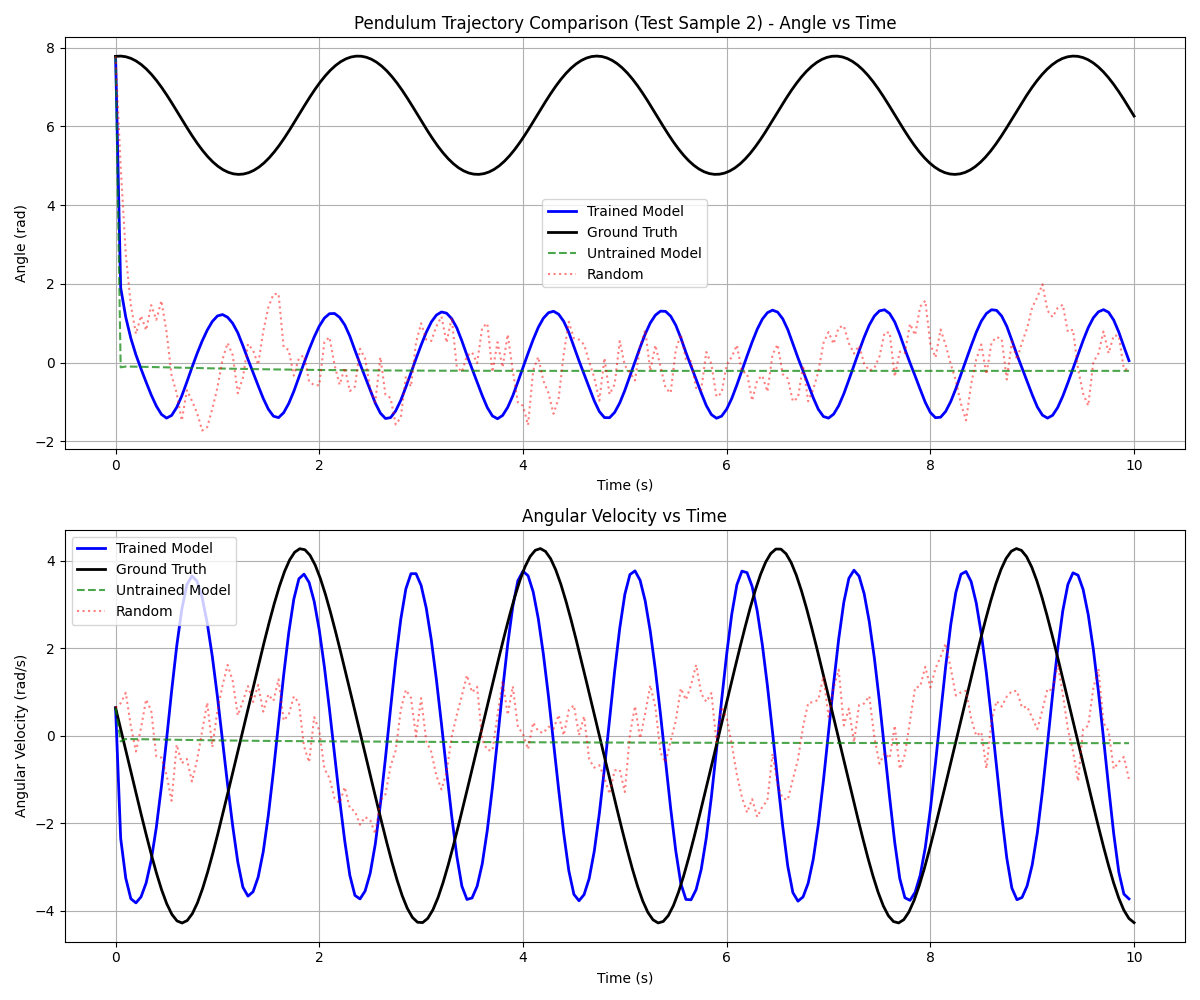 Pendulum Trajectory Comparison (Test Sample 2) - Angle vs Time
8
6
4
2
0
−2
Angle (rad)
Trained Model
Ground Truth
Untrained Model
Random
0 2 4 6 8 10
Time (s)
Angular Velocity vs Time
Trained Model
Ground Truth
Untrained Model
Random
4
2
0
−2
−4
Angular Velocity (rad/s)
0 2 4 6 8 10
Time (s)